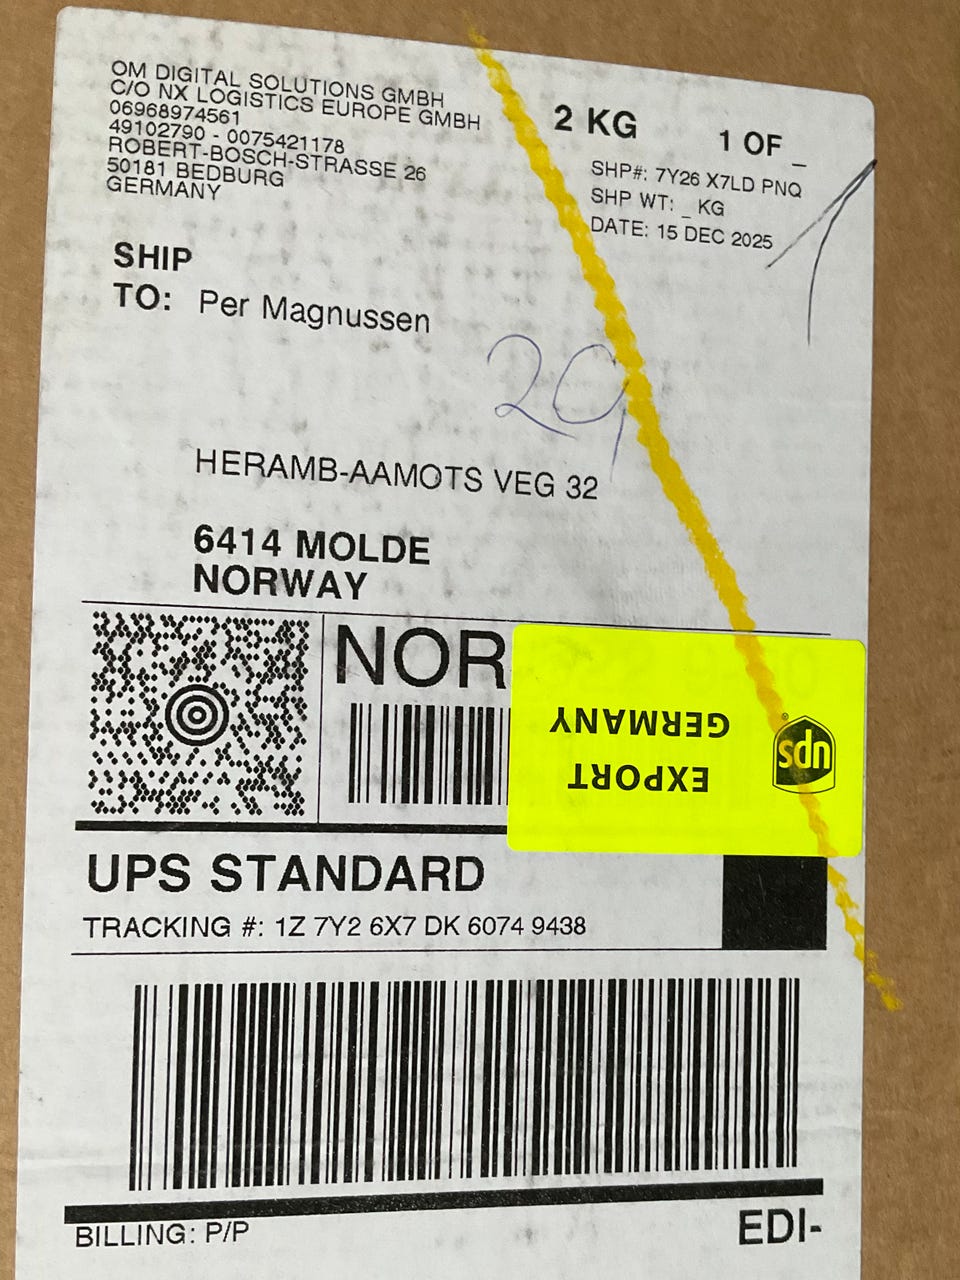 OM DIGITAL SOLUTIONS GMBH
C/O NX LOGISTICS EUROPE GMBH
06968974561
49102790 - 0075421178
ROBERT-BOSCH-STRASSE 26
50181 BEDBURG
GERMANY
2 KG
1 OF _
SHP#: 7Y26 X7LD PNQ
SHP WT: _ KG
DATE: 15 DEC 2025
SHIP
TO: Per Magnussen
HERAMB-AAMOTS VEG 32
6414 MOLDE
NORWAY
NOR
EXPORT
GERMANY
ups
UPS STANDARD
TRACKING #: 1Z 7Y2 6X7 DK 6074 9438
BILLING: P/P
EDI-